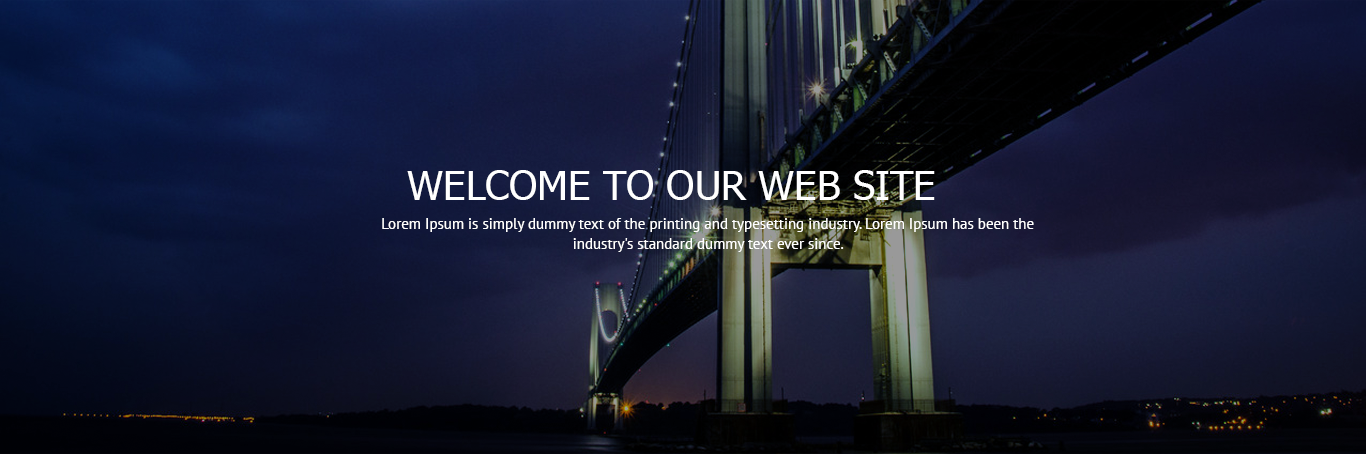 WELCOME TO OUR WEB SITE
Lorem Ipsum is simply dummy text of the printing and typesetting industry. Lorem Ipsum has been the
industry's standard dummy text ever since.